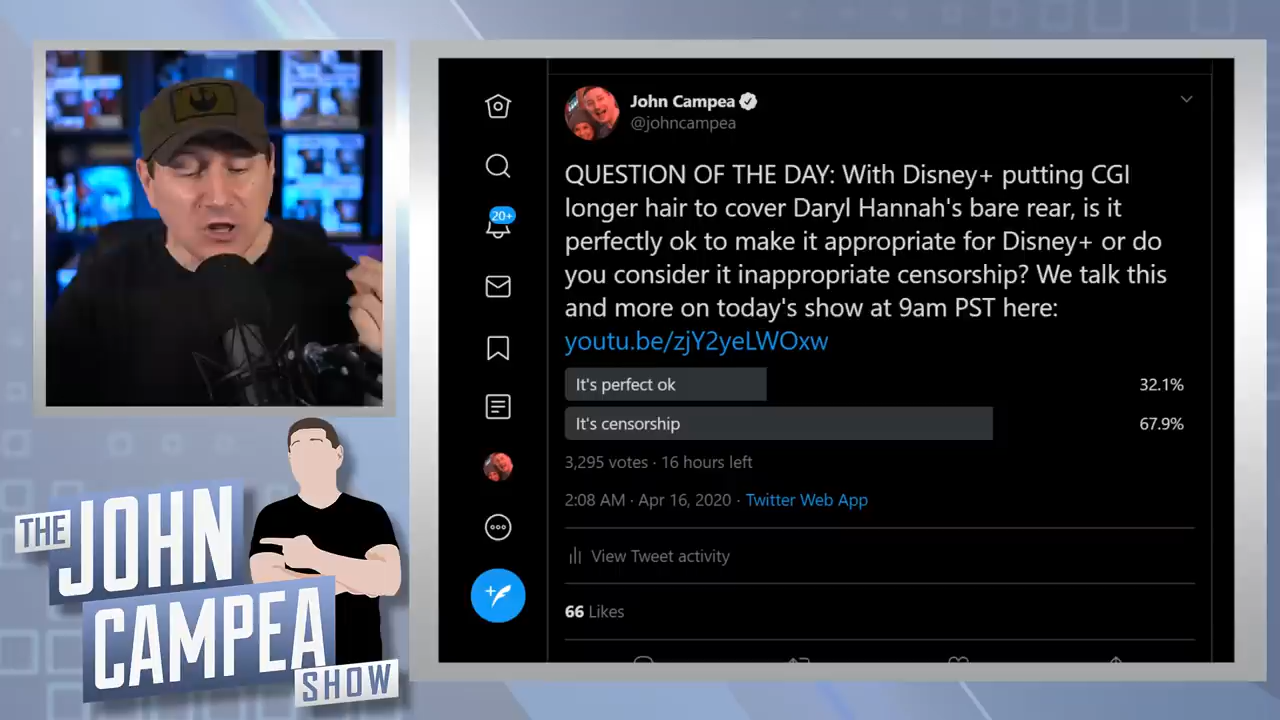 John Campea
@johncampea
QUESTION OF THE DAY: With Disney+ putting CGI
longer hair to cover Daryl Hannah's bare rear, is it
perfectly ok to make it appropriate for Disney+ or do
you consider it inappropriate censorship? We talk this
and more on today's show at 9am PST here:
youtu.be/zjY2yeLWOxw
It's perfect ok 32.1%
It's censorship 67.9%
3,295 votes · 16 hours left
2:08 AM · Apr 16, 2020 · Twitter Web App
View Tweet activity
66 Likes
20+
THE
JOHN
CAMPEA
SHOW